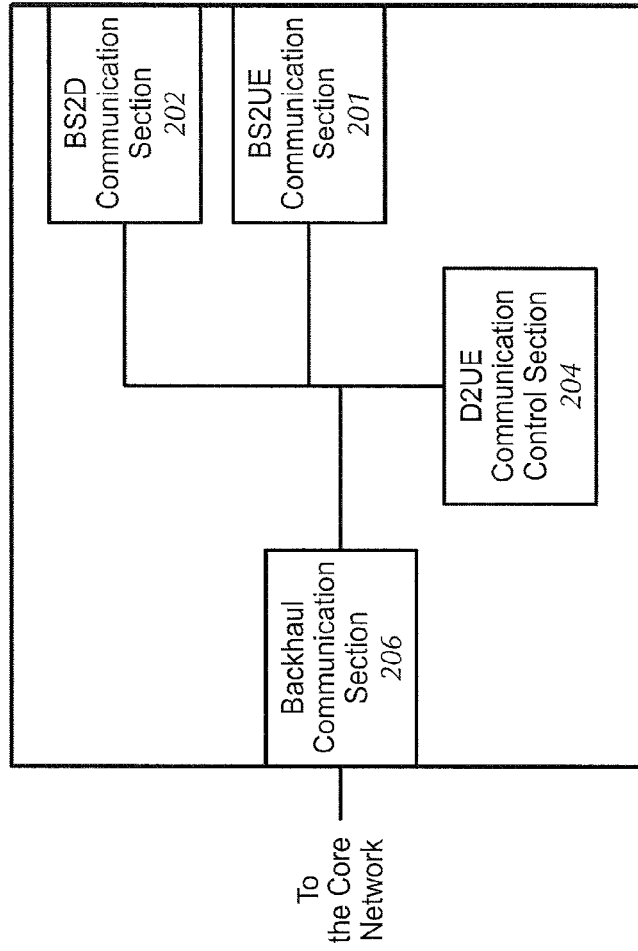 BS2D
Communication
Section
202
BS2UE
Communication
Section
201
D2UE
Communication
Control Section
204
Backhaul
Communication
Section
206
To
the Core
Network